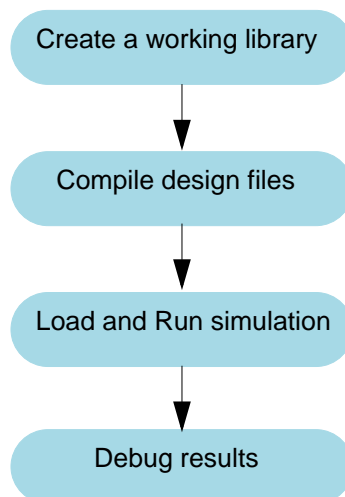 Create a working library
Compile design files
Load and Run simulation
Debug results